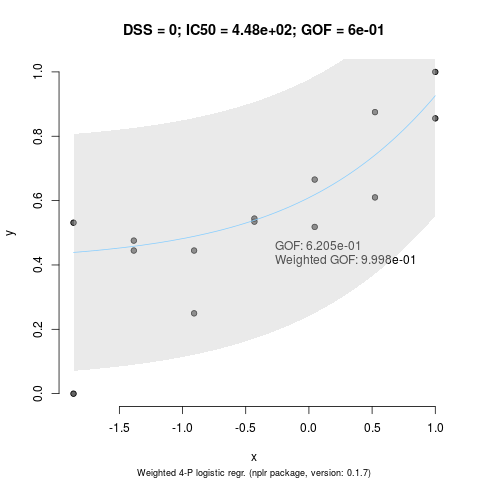 DSS = 0; IC50 = 4.48e+02; GOF = 6e-01
1.0
0.8
0.6
0.4
0.2
0.0
y
GOF: 6.205e-01
Weighted GOF: 9.998e-01
-1.5 -1.0 -0.5 0.0 0.5 1.0
x
Weighted 4-P logistic regr. (nplr package, version: 0.1.7)